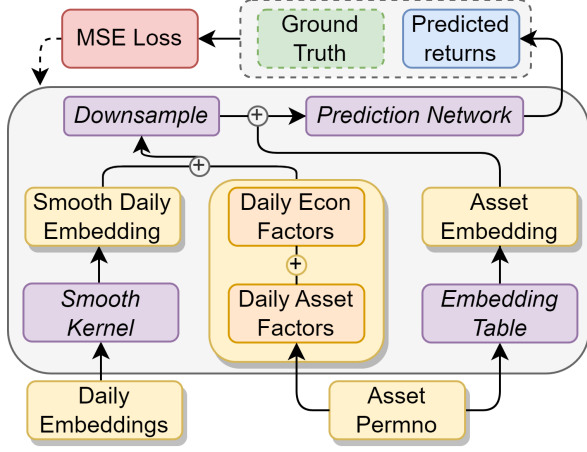 MSE Loss
Ground
Truth
Predicted
returns
Downsample
+
Prediction Network
+
Smooth Daily
Embedding
Daily Econ
Factors
Asset
Embedding
+
Smooth
Kernel
Daily Asset
Factors
Embedding
Table
Daily
Embeddings
Asset
Permno